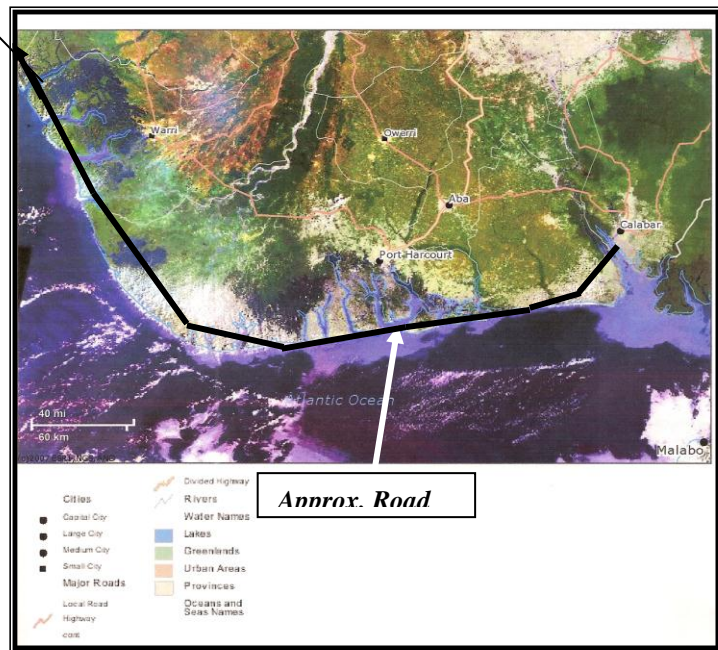 Warri
Owerri
Aba
Calabar
Port Harcourt
Atlantic Ocean
40 mi
60 km
Malabo
Approx. Road
Cities
Capital City
Large City
Medium City
Small City
Major Roads
Local Road
Highway
Divided Highway
Rivers
Water Names
Lakes
Greenlands
Urban Areas
Provinces
Oceans and
Seas Names